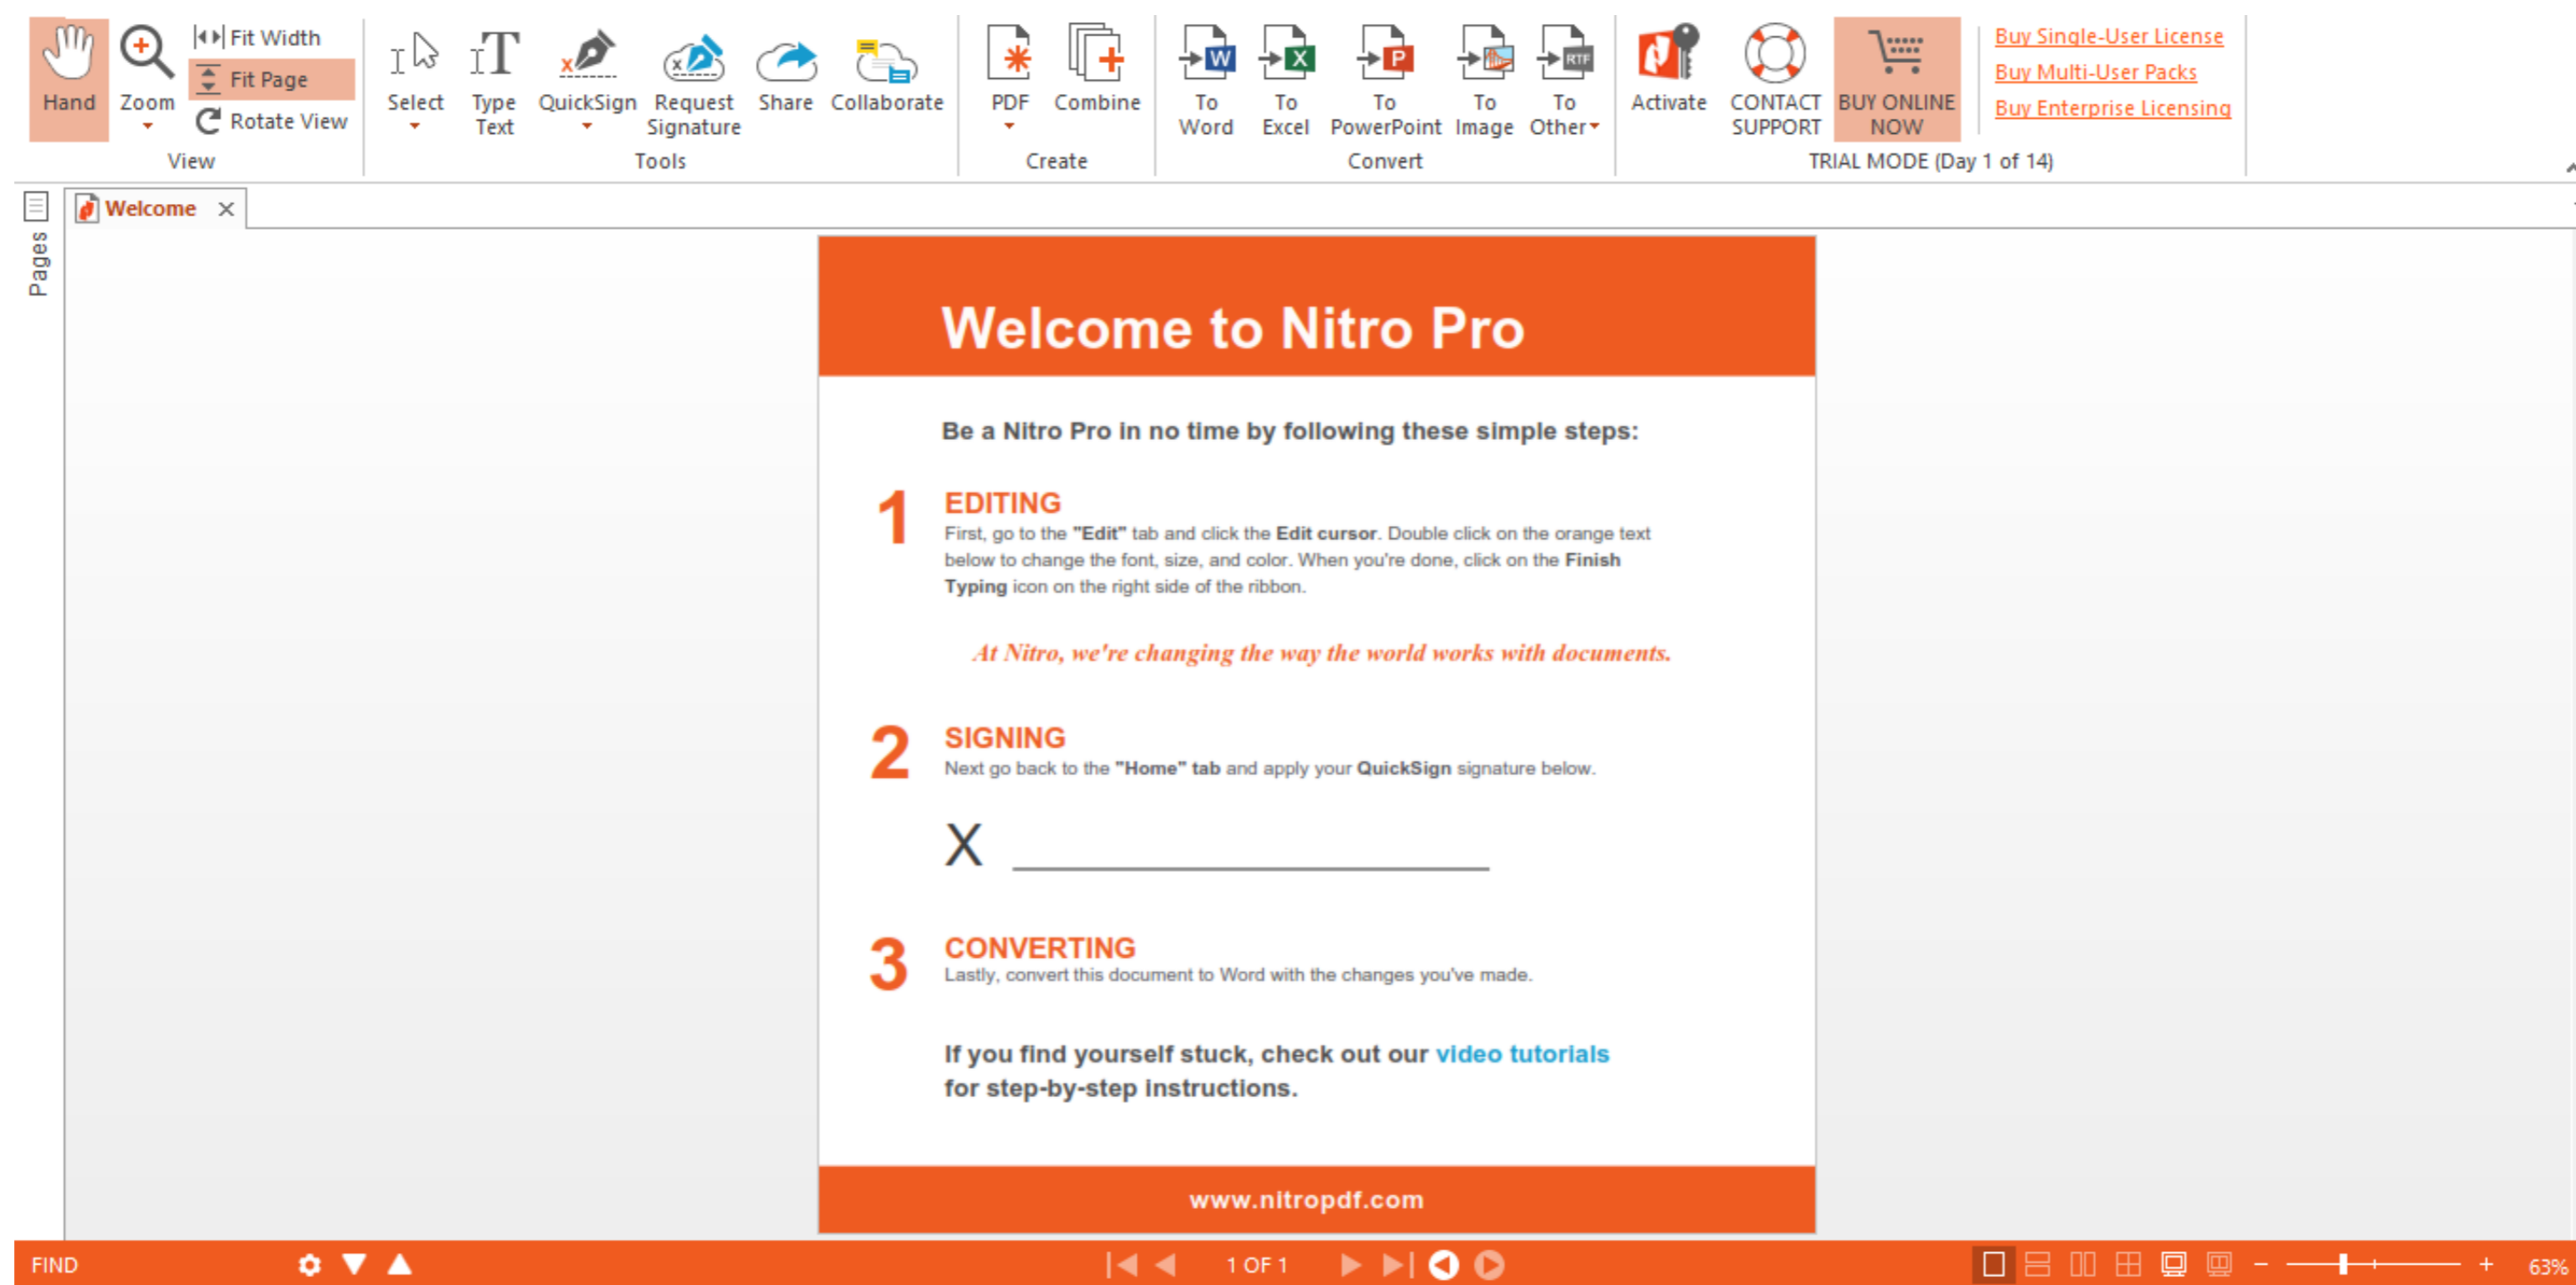 Fit Width
Fit Page
Rotate View
Hand
Zoom
View
Select
Type
Text
QuickSign
Request
Signature
Share
Collaborate
Tools
PDF
Combine
Create
To
Word
To
Excel
To
PowerPoint
To
Image
To
Other
Convert
Activate
CONTACT
SUPPORT
BUY ONLINE
NOW
Buy Single-User License
Buy Multi-User Packs
Buy Enterprise Licensing
TRIAL MODE (Day 1 of 14)
Pages
Welcome
Welcome to Nitro Pro
Be a Nitro Pro in no time by following these simple steps:
1
EDITING
First, go to the "Edit" tab and click the Edit cursor. Double click on the orange text
below to change the font, size, and color. When you're done, click on the Finish
Typing icon on the right side of the ribbon.
At Nitro, we're changing the way the world works with documents.
2
SIGNING
Next go back to the "Home" tab and apply your QuickSign signature below.
X
3
CONVERTING
Lastly, convert this document to Word with the changes you've made.
If you find yourself stuck, check out our video tutorials
for step-by-step instructions.
www.nitropdf.com
FIND
1 OF 1
63%